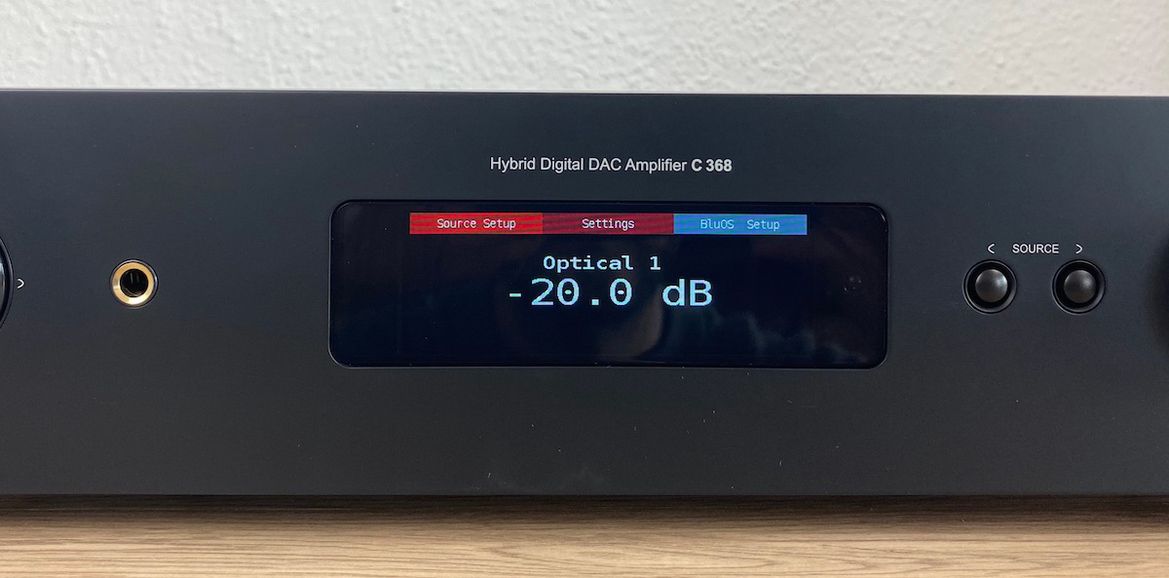 Hybrid Digital DAC Amplifier C 368
Source Setup Settings BluOS Setup
Optical 1
-20.0 dB
< SOURCE >
>